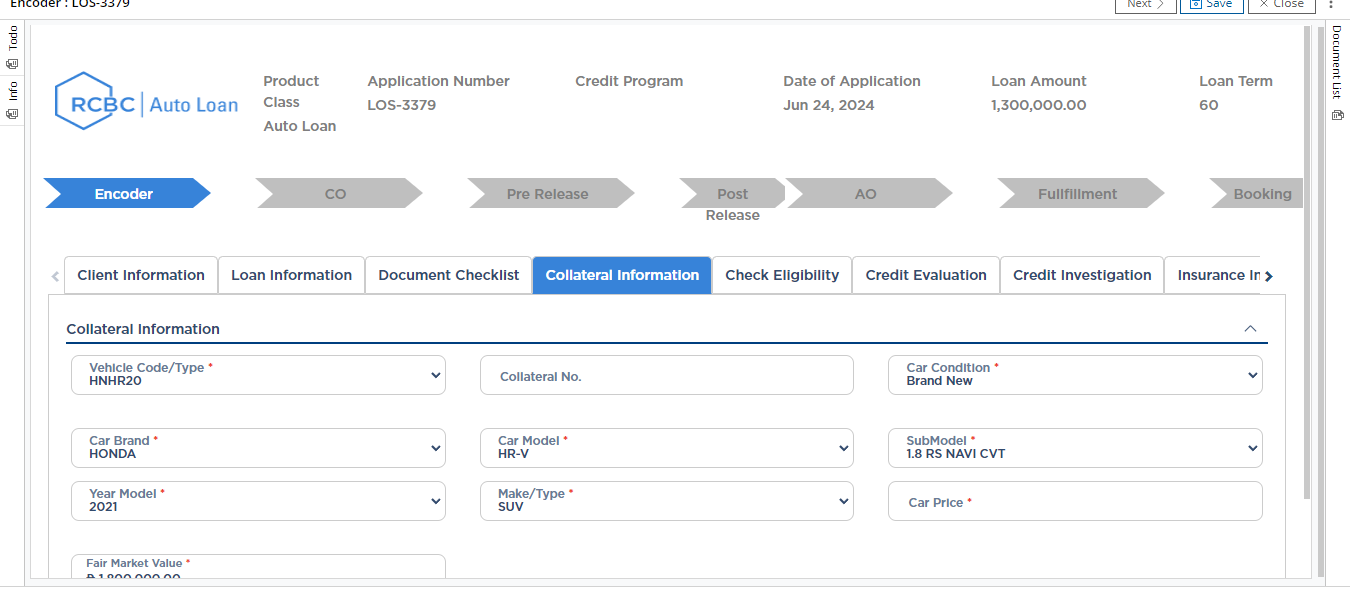 Encoder : LOS-3379
Next
Save
Close
Todo
Info
Document List
RCBC | Auto Loan
Product Class
Auto Loan
Application Number
LOS-3379
Credit Program
Date of Application
Jun 24, 2024
Loan Amount
1,300,000.00
Loan Term
60
Encoder
CO
Pre Release
Post Release
AO
Fullfillment
Booking
Client Information
Loan Information
Document Checklist
Collateral Information
Check Eligibility
Credit Evaluation
Credit Investigation
Insurance In
Collateral Information
Vehicle Code/Type *
HNHR20
Collateral No.
Car Condition *
Brand New
Car Brand *
HONDA
Car Model *
HR-V
SubModel *
1.8 RS NAVI CVT
Year Model *
2021
Make/Type *
SUV
Car Price *
Fair Market Value *
₱ 1,800,000.00